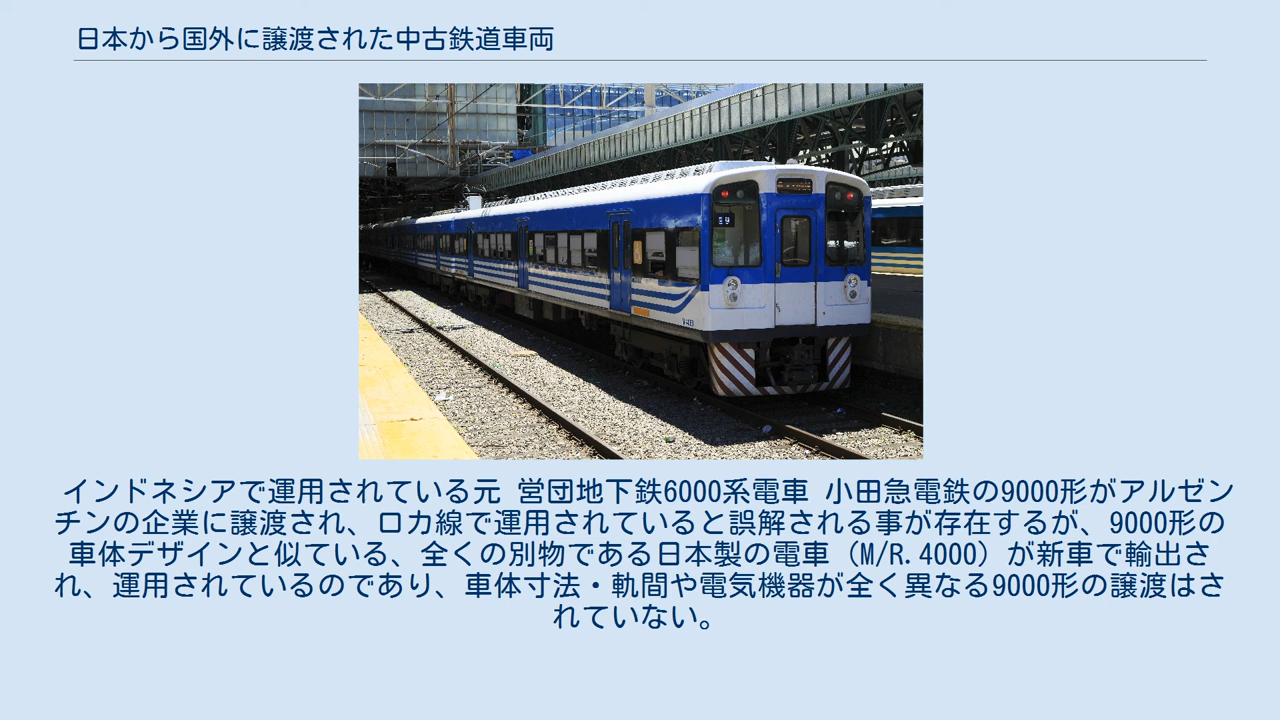 日本から国外に譲渡された中古鉄道車両
インドネシアで運用されている元 営団地下鉄6000系電車 小田急電鉄の9000形がアルゼン
チンの企業に譲渡され、ロカ線で運用されていると誤解される事が存在するが、9000形の
車体デザインと似ている、全くの別物である日本製の電車（M/R.4000）が新車で輸出さ
れ、運用されているのであり、車体寸法・軌間や電気機器が全く異なる9000形の譲渡はさ
れていない。